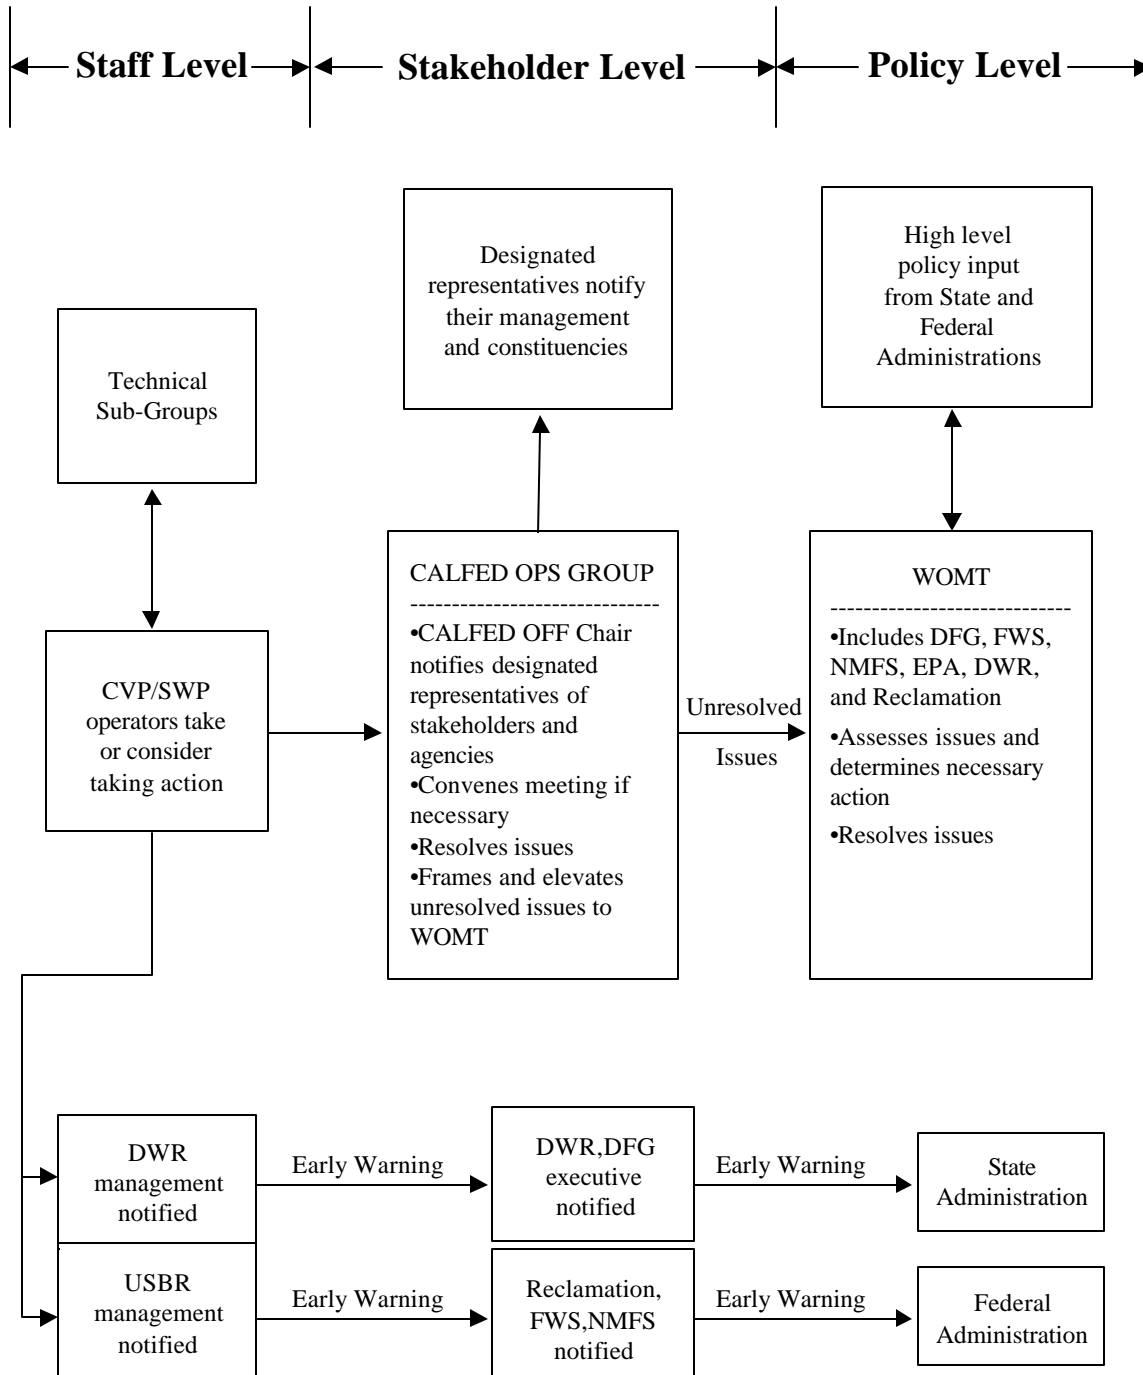 Staff Level
Stakeholder Level
Policy Level
Designated
representatives notify
their management
and constituencies
High level
policy input
from State and
Federal
Administrations
Technical
Sub-Groups
CVP/SWP
operators take
or consider
taking action
CALFED OPS GROUP
------------------------------
•CALFED OFF Chair
notifies designated
representatives of
stakeholders and
agencies
•Convenes meeting if
necessary
•Resolves issues
•Frames and elevates
unresolved issues to
WOMT
Unresolved
Issues
WOMT
-----------------------------
•Includes DFG, FWS,
NMFS, EPA, DWR,
and Reclamation
•Assesses issues and
determines necessary
action
•Resolves issues
DWR
management
notified
Early Warning
DWR,DFG
executive
notified
Early Warning
State
Administration
USBR
management
notified
Early Warning
Reclamation,
FWS,NMFS
notified
Early Warning
Federal
Administration